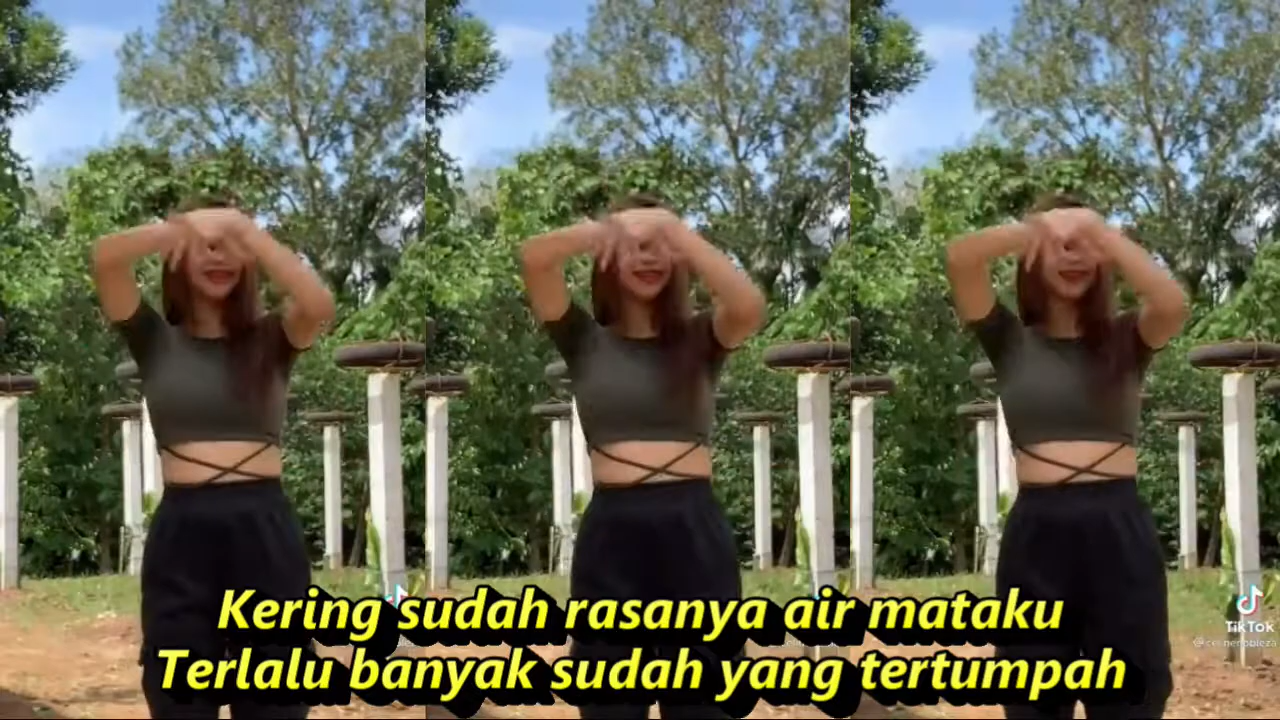 Kering sudah rasanya air mataku
Terlalu banyak sudah yang tertumpah
TikTok